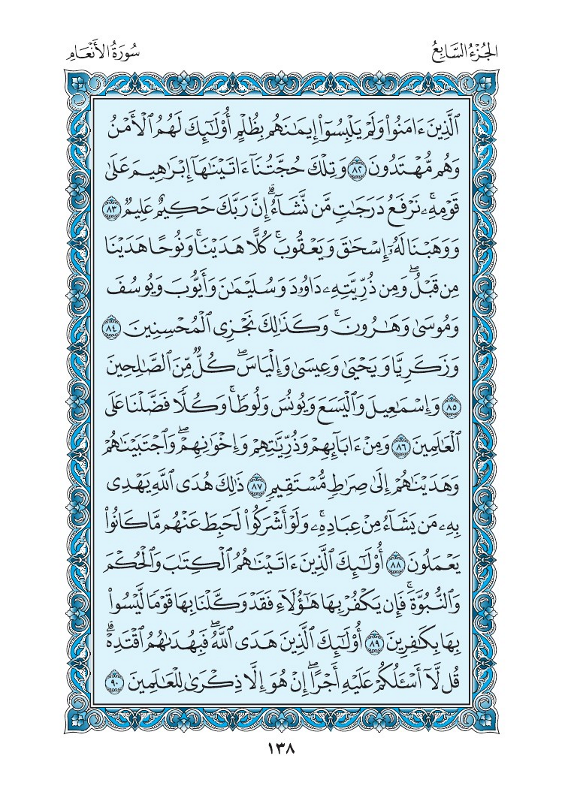 الجُزْءُ السَّابِعُ
سُورَةُ الأَنْعَامِ
ٱلَّذِينَ ءَامَنُوا۟ وَلَمْ يَلْبِسُوٓا۟ إِيمَٰنَهُم بِظُلْمٍ أُو۟لَٰٓئِكَ لَهُمُ ٱلْأَمْنُ
وَهُم مُّهْتَدُونَ ٨٢ وَتِلْكَ حُجَّتُنَآ ءَاتَيْنَٰهَآ إِبْرَٰهِيمَ عَلَىٰ
قَوْمِهِۦ ۚ نَرْفَعُ دَرَجَٰتٍ مَّن نَّشَآءُ ۗ إِنَّ رَبَّكَ حَكِيمٌ عَلِيمٌ ٨٣
وَوَهَبْنَا لَهُۥٓ إِسْحَٰقَ وَيَعْقُوبَ ۚ كُلًّا هَدَيْنَا ۚ وَنُوحًا هَدَيْنَا
مِن قَبْلُ ۖ وَمِن ذُرِّيَّتِهِۦ دَاوُۥدَ وَسُلَيْمَٰنَ وَأَيُّوبَ وَيُوسُفَ
وَمُوسَىٰ وَهَٰرُونَ ۚ وَكَذَٰلِكَ نَجْزِى ٱلْمُحْسِنِينَ ٨٤
وَزَكَرِيَّا وَيَحْيَىٰ وَعِيسَىٰ وَإِلْيَاسَ ۖ كُلٌّ مِّنَ ٱلصَّٰلِحِينَ
٨٥ وَإِسْمَٰعِيلَ وَٱلْيَسَعَ وَيُونُسَ وَلُوطًا ۚ وَكُلًّا فَضَّلْنَا عَلَى
ٱلْعَٰلَمِينَ ٨٦ وَمِنْ ءَابَآئِهِمْ وَذُرِّيَّٰتِهِمْ وَإِخْوَٰنِهِمْ ۖ وَٱجْتَبَيْنَٰهُمْ
وَهَدَيْنَٰهُمْ إِلَىٰ صِرَٰطٍ مُّسْتَقِيمٍ ٨٧ ذَٰلِكَ هُدَى ٱللَّهِ يَهْدِى
بِهِۦ مَن يَشَآءُ مِنْ عِبَادِهِۦ ۚ وَلَوْ أَشْرَكُوا۟ لَحَبِطَ عَنْهُم مَّا كَانُوا۟
يَعْمَلُونَ ٨٨ أُو۟لَٰٓئِكَ ٱلَّذِينَ ءَاتَيْنَٰهُمُ ٱلْكِتَٰبَ وَٱلْحُكْمَ
وَٱلنُّبُوَّةَ ۚ فَإِن يَكْفُرْ بِهَا هَٰٓؤُلَآءِ فَقَدْ وَكَّلْنَا بِهَا قَوْمًا لَّيْسُوا۟
بِهَا بِكَٰفِرِينَ ٨٩ أُو۟لَٰٓئِكَ ٱلَّذِينَ هَدَى ٱللَّهُ ۖ فَبِهُدَىٰهُمُ ٱقْتَدِهْ ۗ
قُل لَّآ أَسْـَٔلُكُمْ عَلَيْهِ أَجْرًا ۖ إِنْ هُوَ إِلَّا ذِكْرَىٰ لِلْعَٰلَمِينَ ٩٠
١٣٨